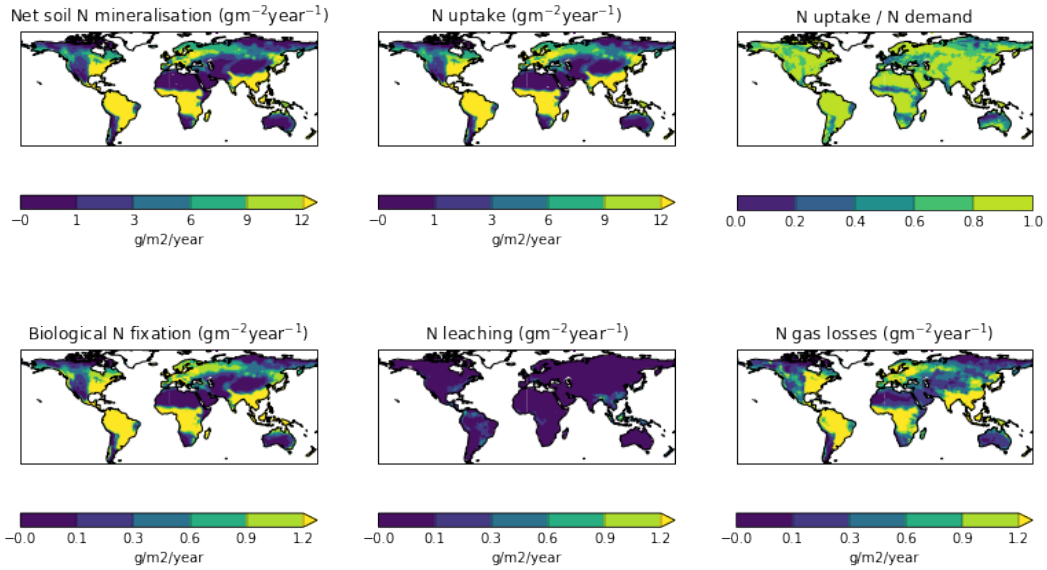 Net soil N mineralisation (gm⁻²year⁻¹)
N uptake (gm⁻²year⁻¹)
N uptake / N demand
−0 1 3 6 9 12
g/m2/year
−0 1 3 6 9 12
g/m2/year
0.0 0.2 0.4 0.6 0.8 1.0
Biological N fixation (gm⁻²year⁻¹)
N leaching (gm⁻²year⁻¹)
N gas losses (gm⁻²year⁻¹)
−0.0 0.1 0.3 0.6 0.9 1.2
g/m2/year
−0.0 0.1 0.3 0.6 0.9 1.2
g/m2/year
−0.0 0.1 0.3 0.6 0.9 1.2
g/m2/year